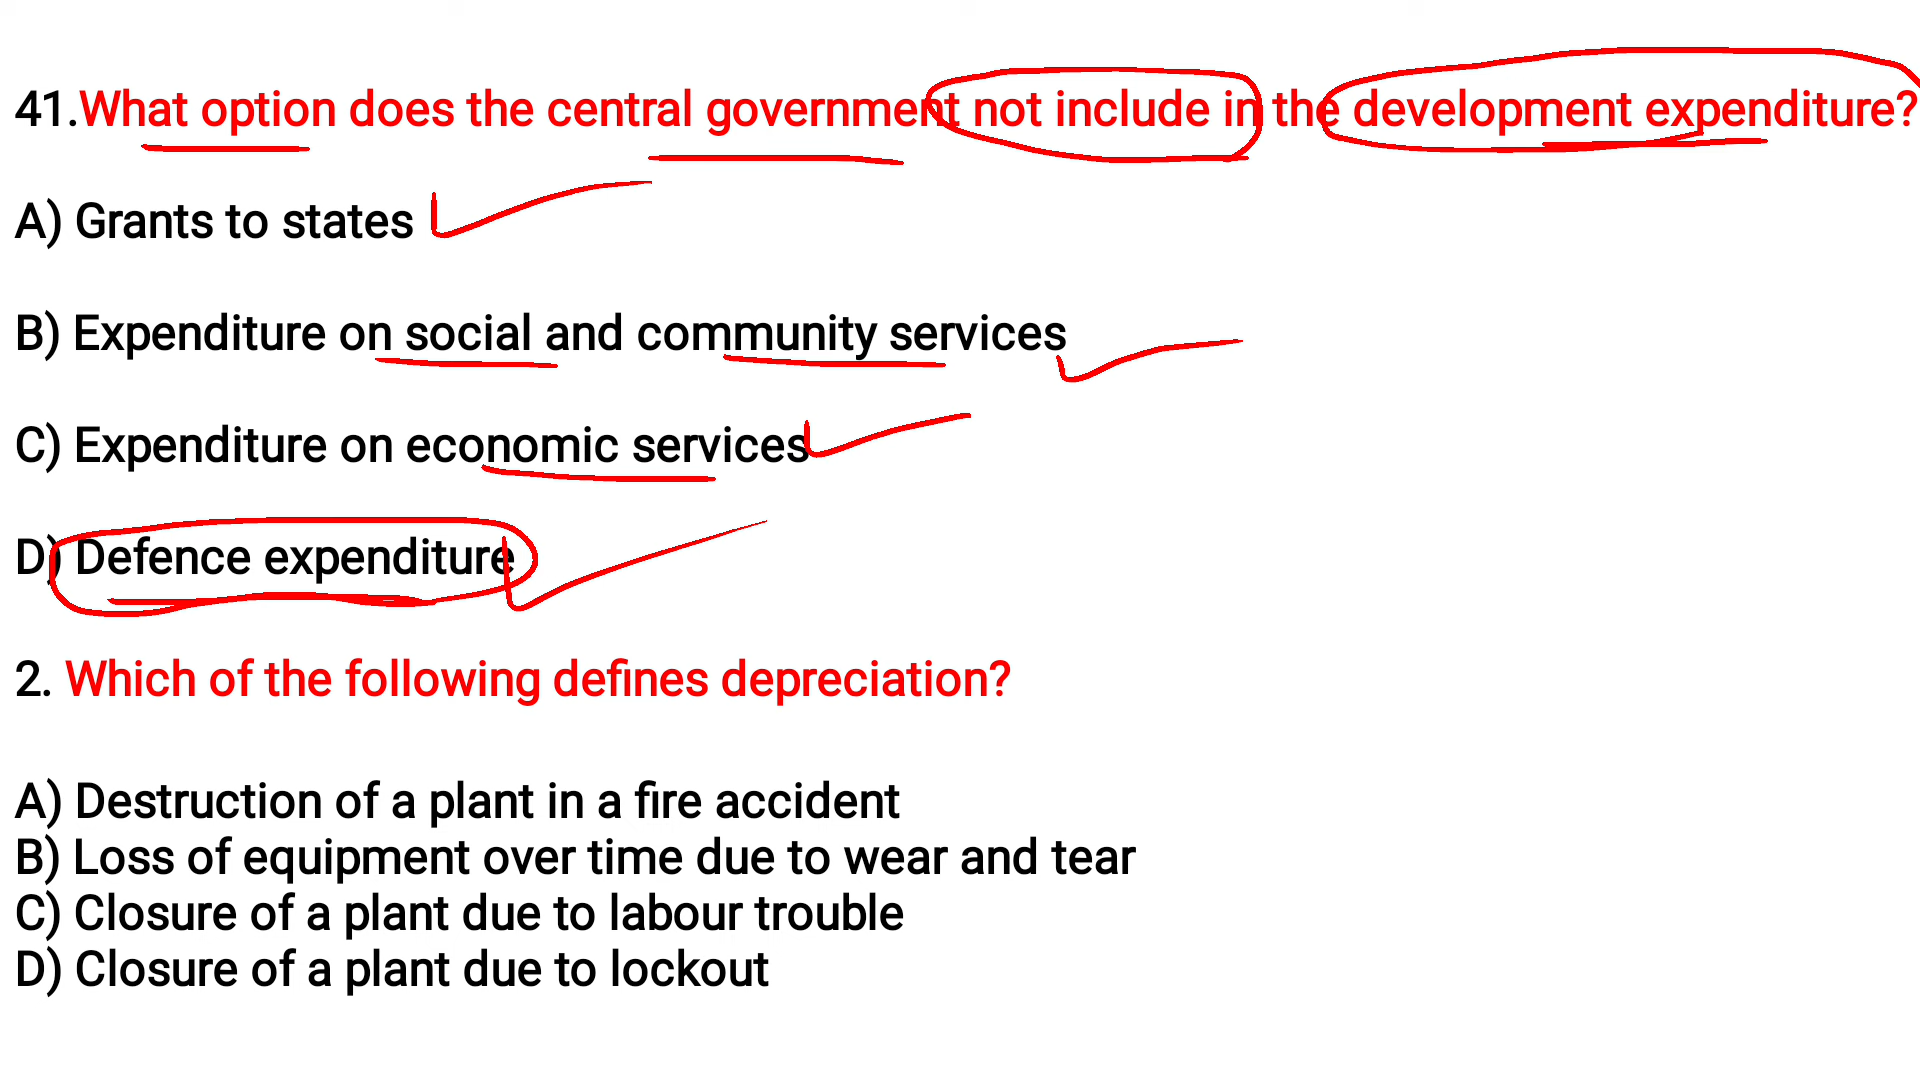 41.What option does the central government not include in the development expenditure?
A) Grants to states
B) Expenditure on social and community services
C) Expenditure on economic services
D) Defence expenditure
2. Which of the following defines depreciation?
A) Destruction of a plant in a fire accident
B) Loss of equipment over time due to wear and tear
C) Closure of a plant due to labour trouble
D) Closure of a plant due to lockout